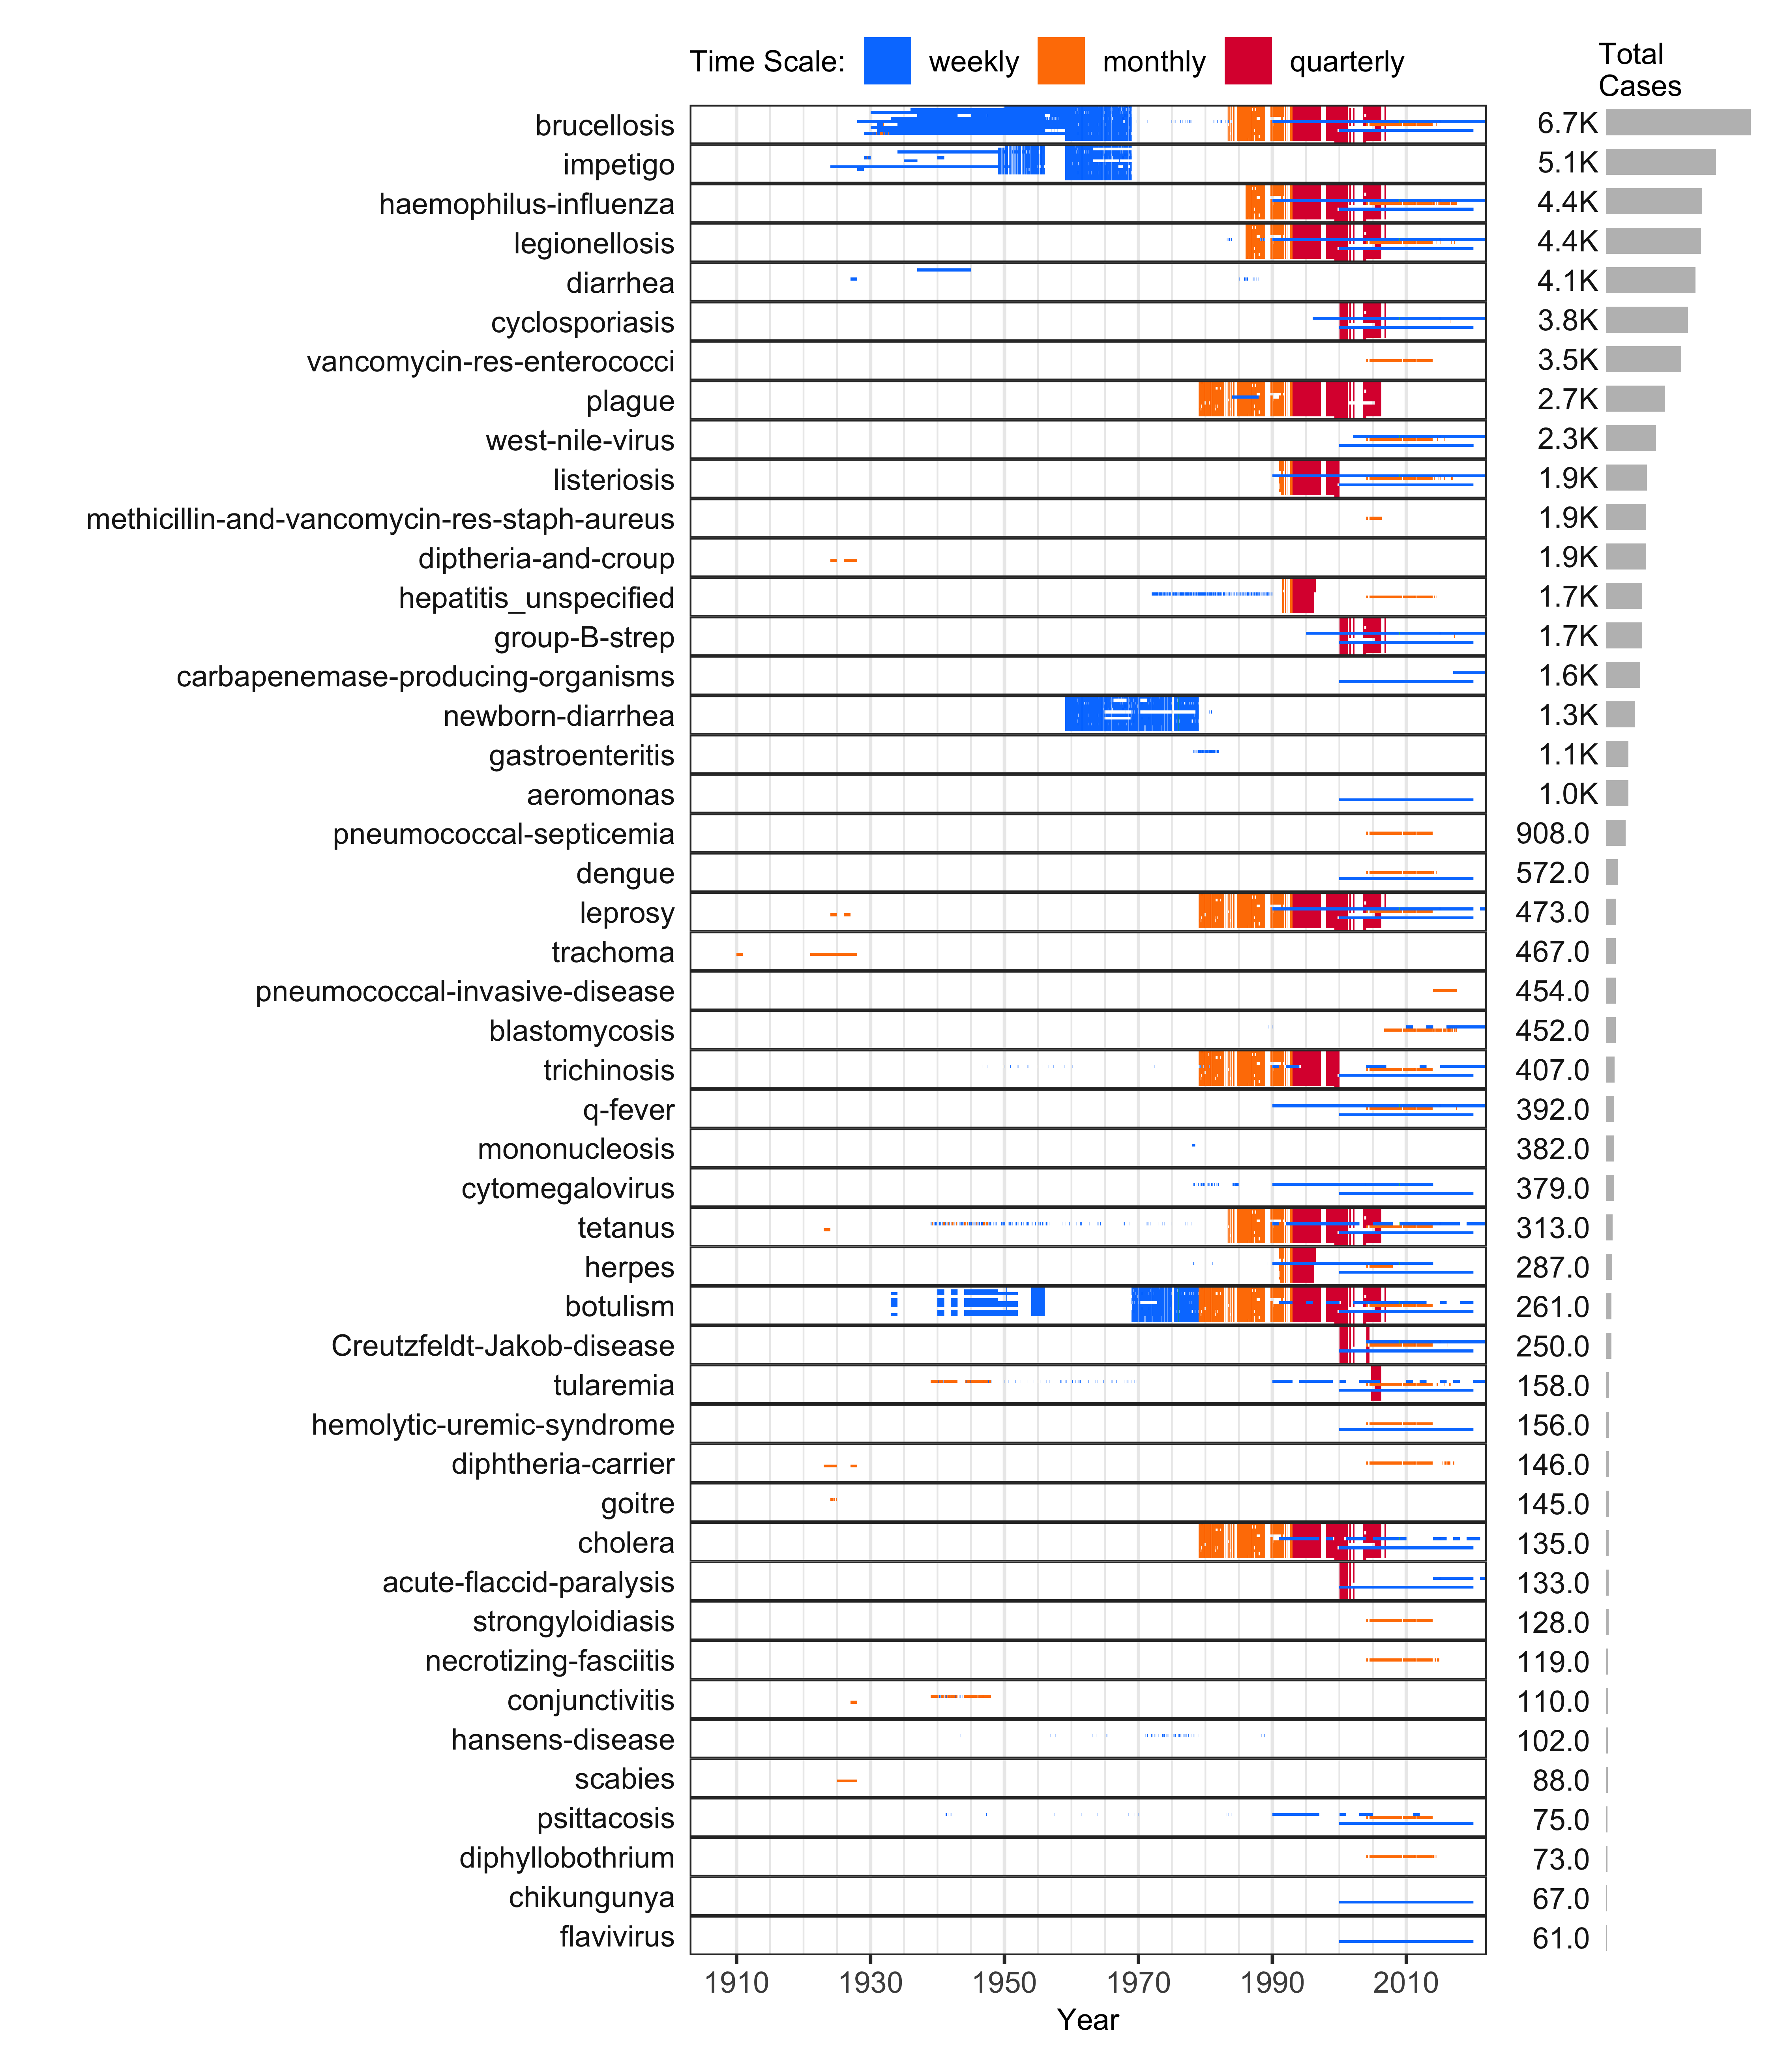 Time Scale: weekly monthly quarterly
Total
Cases
brucellosis 6.7K
impetigo 5.1K
haemophilus-influenza 4.4K
legionellosis 4.4K
diarrhea 4.1K
cyclosporiasis 3.8K
vancomycin-res-enterococci 3.5K
plague 2.7K
west-nile-virus 2.3K
listeriosis 1.9K
methicillin-and-vancomycin-res-staph-aureus 1.9K
diptheria-and-croup 1.9K
hepatitis_unspecified 1.7K
group-B-strep 1.7K
carbapenemase-producing-organisms 1.6K
newborn-diarrhea 1.3K
gastroenteritis 1.1K
aeromonas 1.0K
pneumococcal-septicemia 908.0
dengue 572.0
leprosy 473.0
trachoma 467.0
pneumococcal-invasive-disease 454.0
blastomycosis 452.0
trichinosis 407.0
q-fever 392.0
mononucleosis 382.0
cytomegalovirus 379.0
tetanus 313.0
herpes 287.0
botulism 261.0
Creutzfeldt-Jakob-disease 250.0
tularemia 158.0
hemolytic-uremic-syndrome 156.0
diphtheria-carrier 146.0
goitre 145.0
cholera 135.0
acute-flaccid-paralysis 133.0
strongyloidiasis 128.0
necrotizing-fasciitis 119.0
conjunctivitis 110.0
hansens-disease 102.0
scabies 88.0
psittacosis 75.0
diphyllobothrium 73.0
chikungunya 67.0
flavivirus 61.0
1910 1930 1950 1970 1990 2010
Year